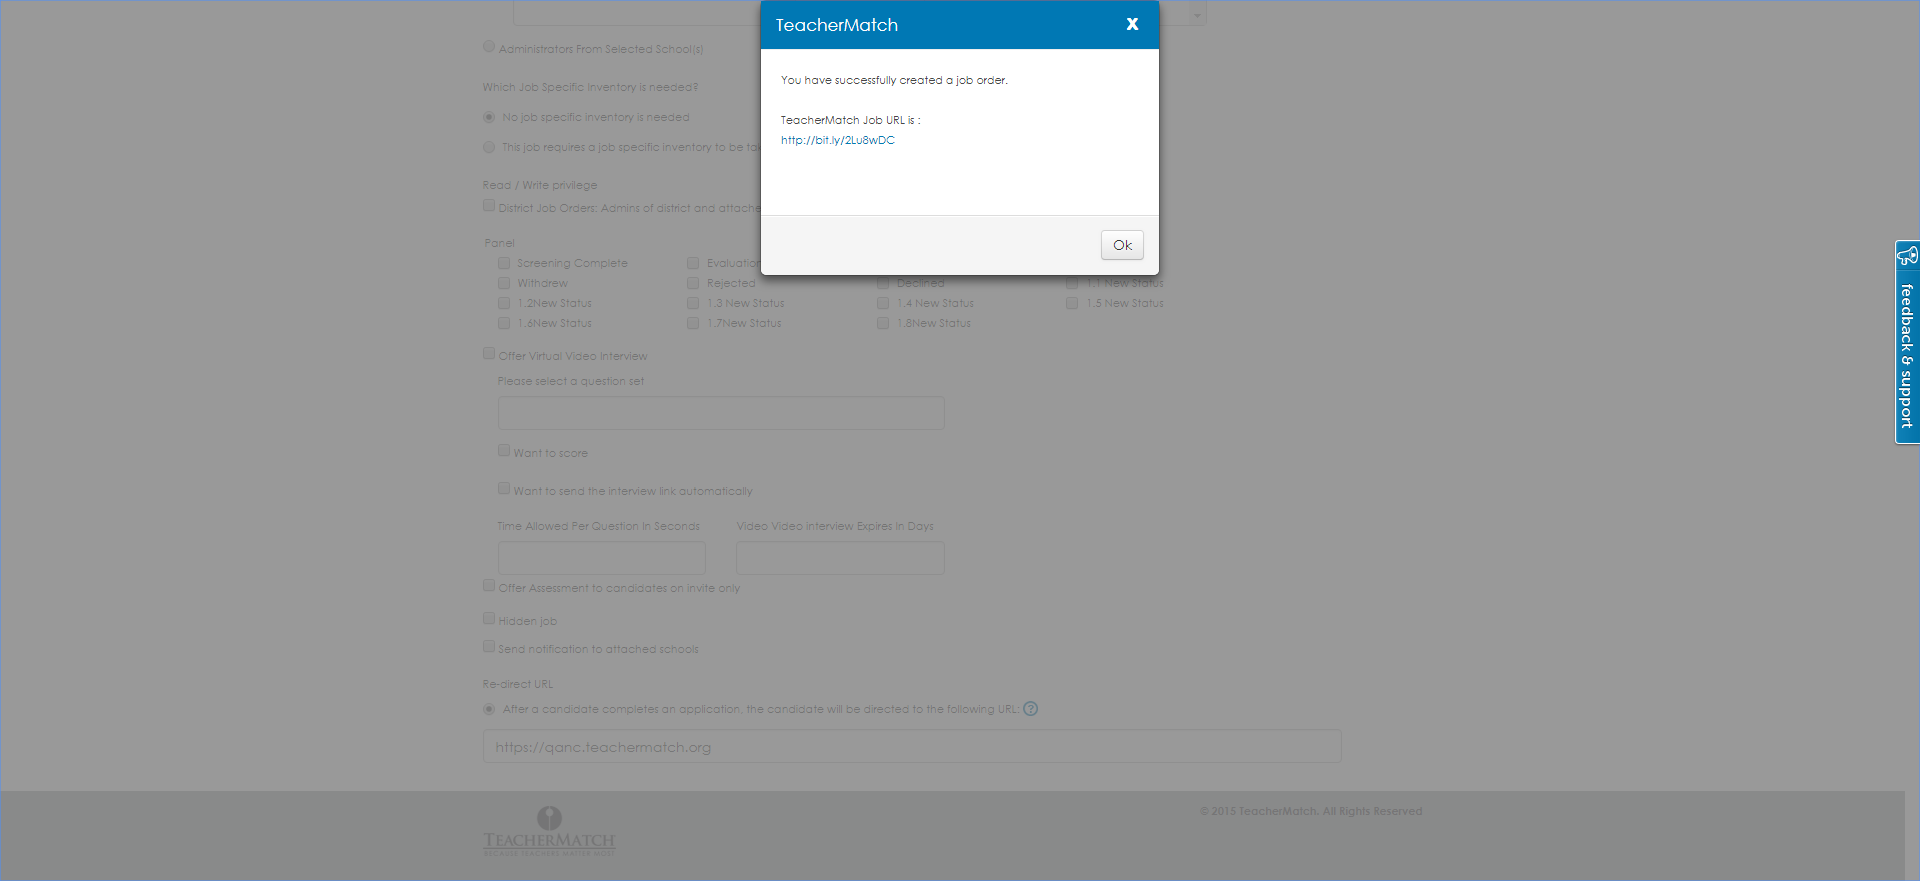 TeacherMatch
x
You have successfully created a job order.
TeacherMatch Job URL is :
http://bit.ly/2Lu8wDC
Ok
Administrators From Selected School(s)
Which Job Specific Inventory is needed?
No job specific inventory is needed
This job requires a job specific inventory to be ta
Read / Write privilege
District Job Orders: Admins of district and attache
Panel
Screening Complete
Evaluation
Withdrew
Rejected
Declined
1.1 New Status
1.2New Status
1.3 New Status
1.4 New Status
1.5 New Status
1.6New Status
1.7New Status
1.8New Status
Offer Virtual Video Interview
Please select a question set
Want to score
Want to send the interview link automatically
Time Allowed Per Question In Seconds
Video Video Interview Expires In Days
Offer Assessment to candidates on invite only
Hidden job
Send notification to attached schools
Re-direct URL
After a candidate completes an application, the candidate will be directed to the following URL: ?
https://qanc.teachermatch.org
feedback & support
TEACHERMATCH
BECAUSE TEACHERS MATTER MOST
© 2015 TeacherMatch. All Rights Reserved